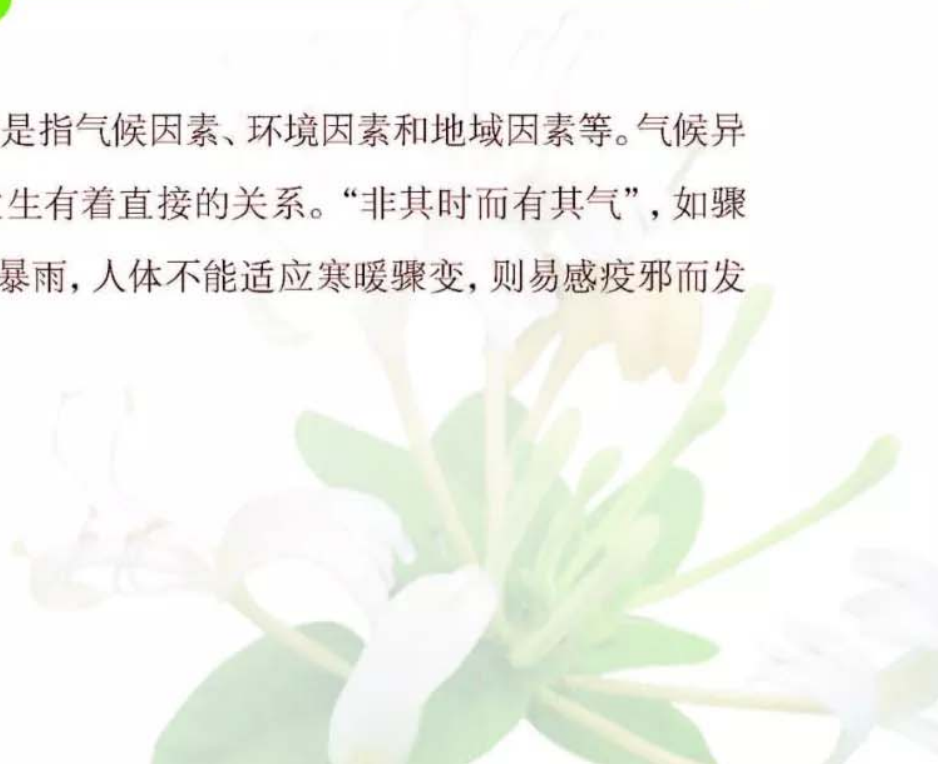 是指气候因素、环境因素和地域因素等。气候异
生有着直接的关系。“非其时而有其气”，如骤
暴雨，人体不能适应寒暖骤变，则易感疫邪而发